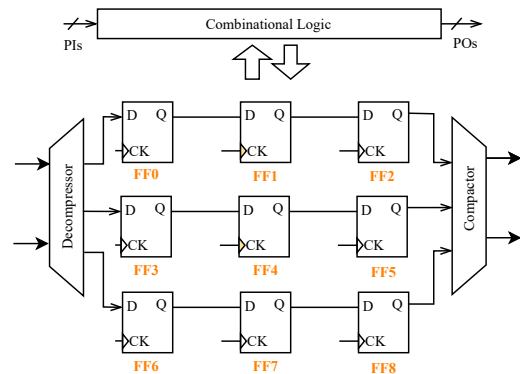 Combinational Logic
PIs
POs
Decompressor
D Q
CK
FF0
D Q
CK
FF1
D Q
CK
FF2
D Q
CK
FF3
D Q
CK
FF4
D Q
CK
FF5
D Q
CK
FF6
D Q
CK
FF7
D Q
CK
FF8
Compactor